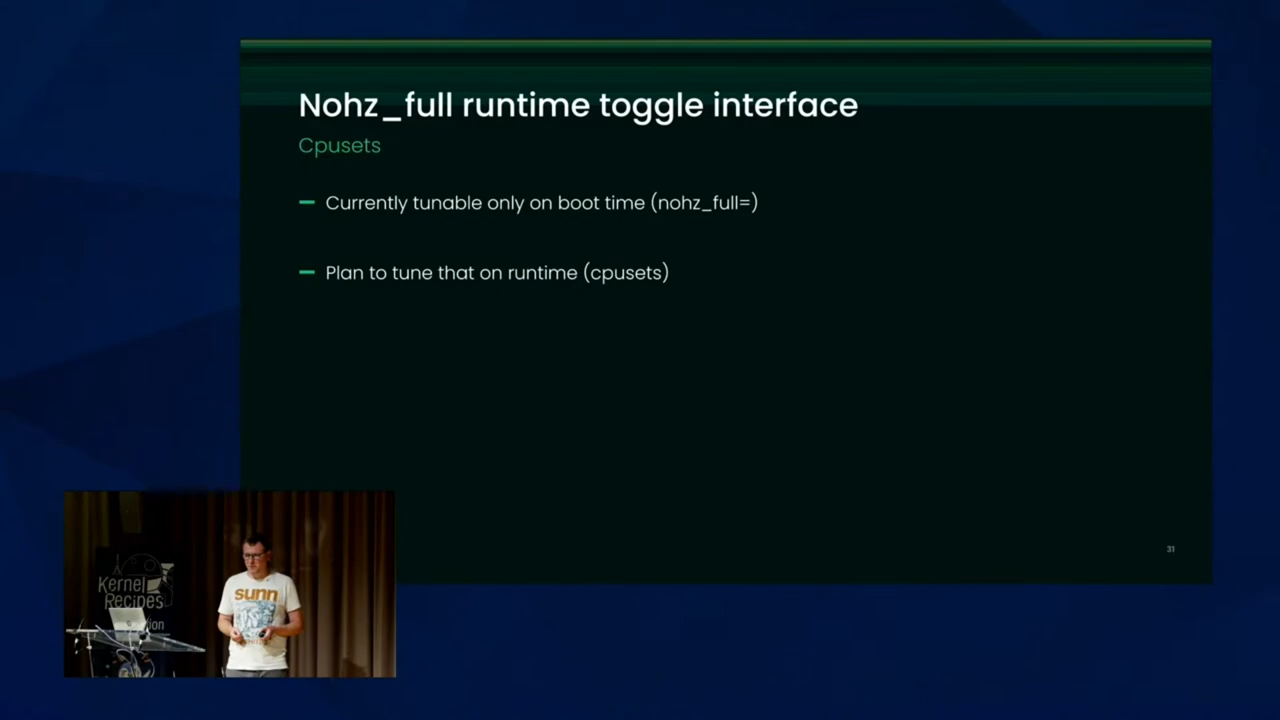 Nohz_full runtime toggle interface
Cpusets
Currently tunable only on boot time (nohz_full=)
Plan to tune that on runtime (cpusets)
31
Kernel
Recipes
sunn